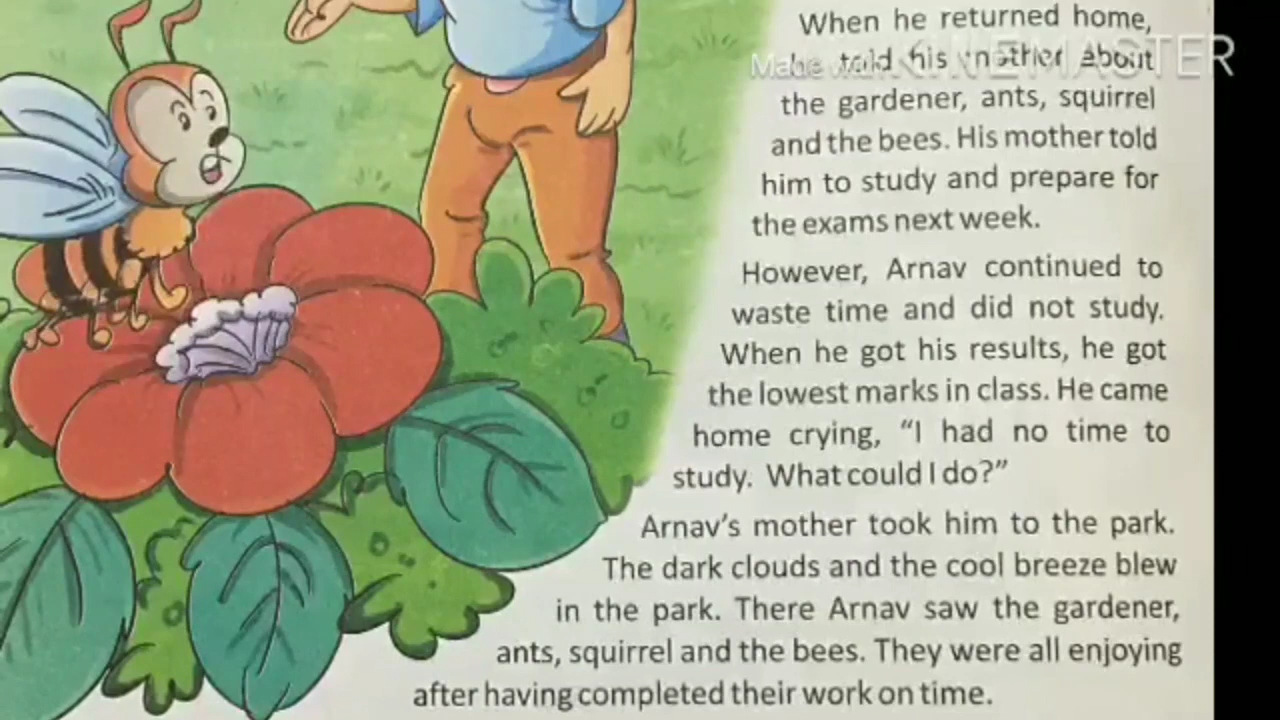 When he returned home,
he told his mother about
the gardener, ants, squirrel
and the bees. His mother told
him to study and prepare for
the exams next week.
However, Arnav continued to
waste time and did not study.
When he got his results, he got
the lowest marks in class. He came
home crying, “I had no time to
study. What could I do?”
Arnav’s mother took him to the park.
The dark clouds and the cool breeze blew
in the park. There Arnav saw the gardener,
ants, squirrel and the bees. They were all enjoying
after having completed their work on time.
Made with KINEMASTER